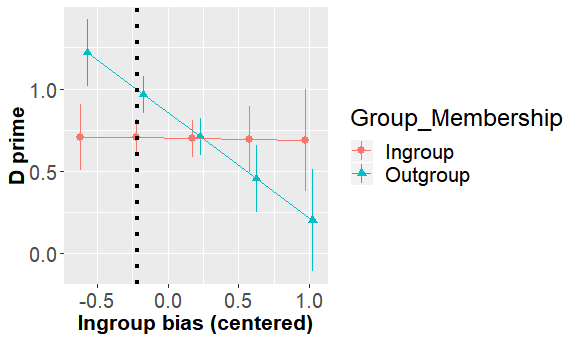 D prime
1.0
0.5
0.0
-0.5 0.0 0.5 1.0
Ingroup bias (centered)
Group_Membership
Ingroup
Outgroup